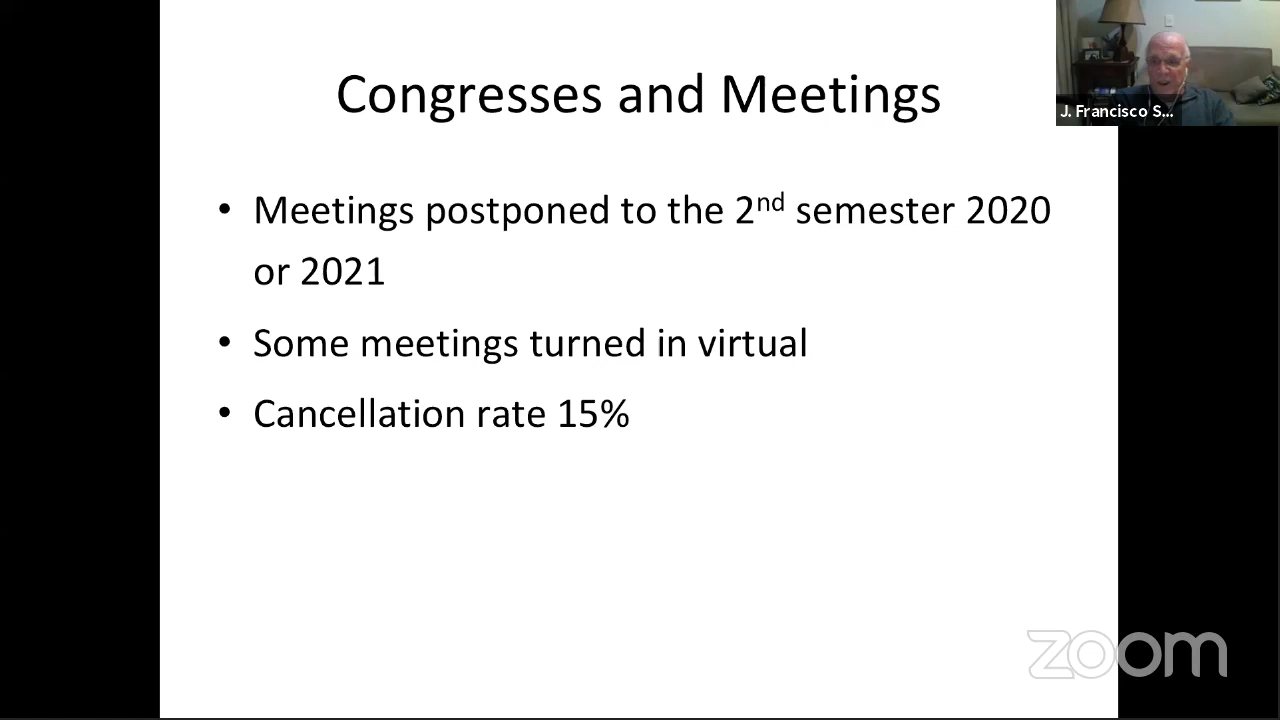 Congresses and Meetings
J. Francisco S...
• Meetings postponed to the 2nd semester 2020
or 2021
• Some meetings turned in virtual
• Cancellation rate 15%
zoom